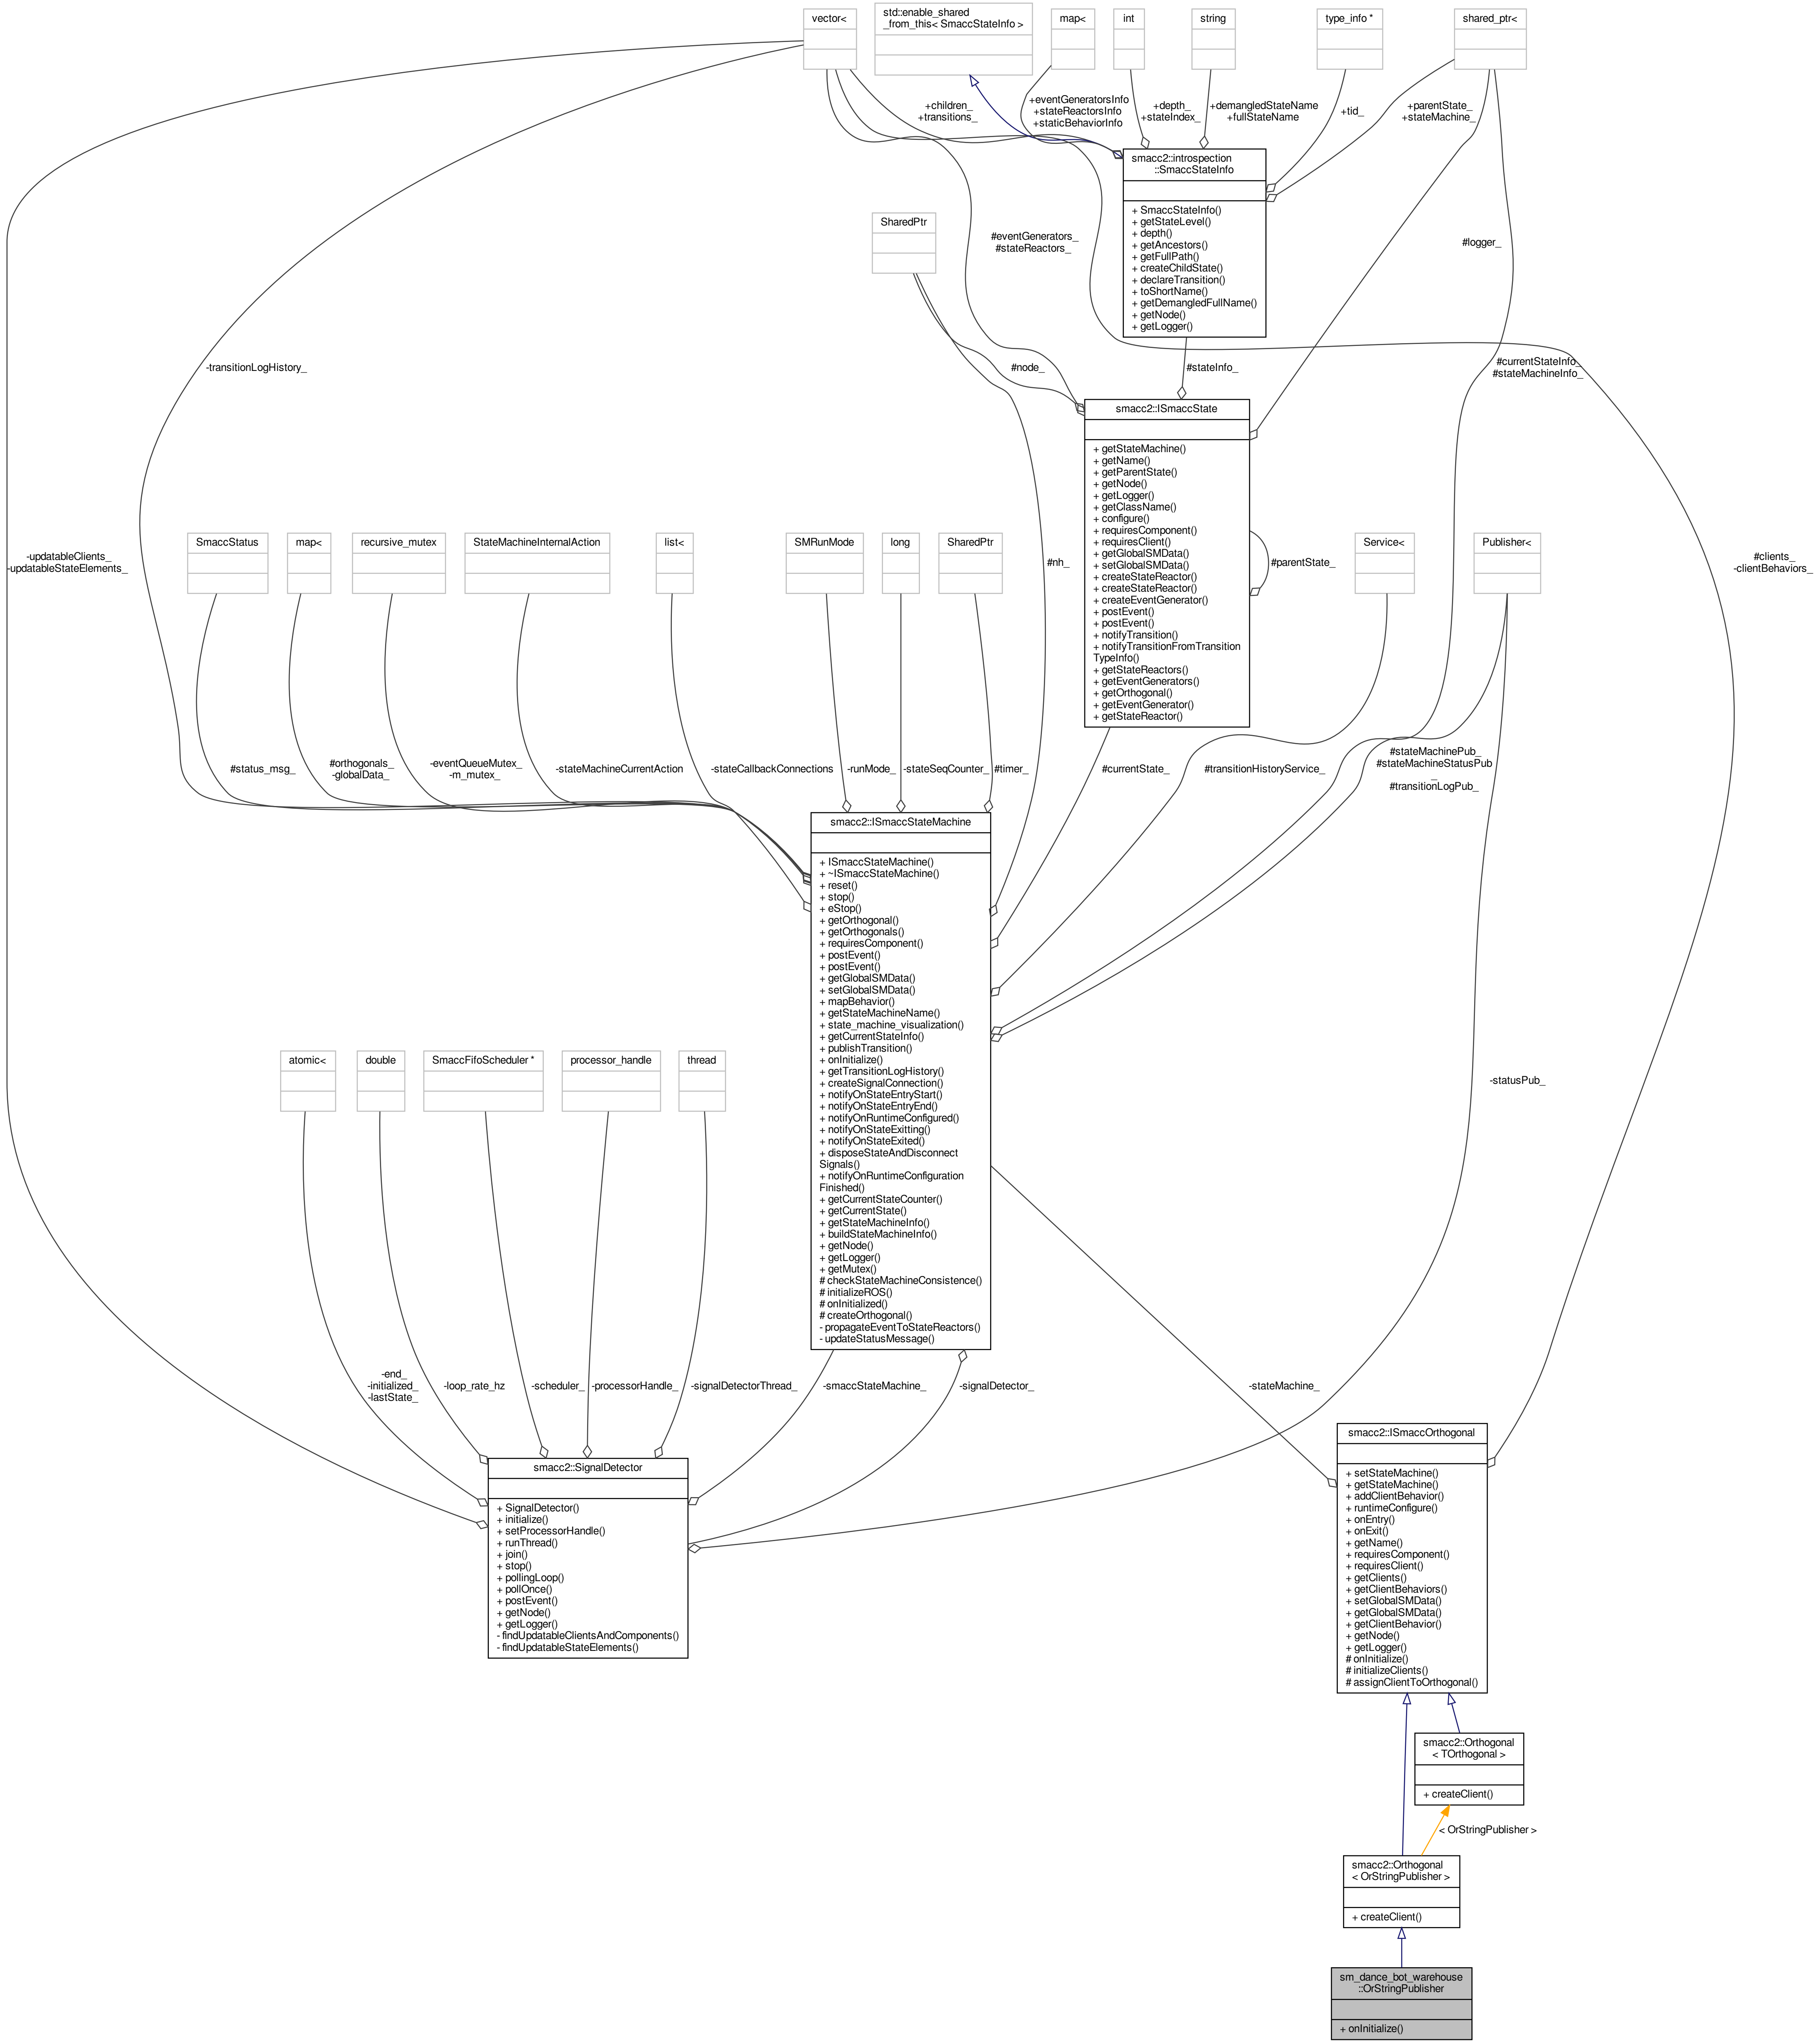 vector<
std::enable_shared
_from_this< SmaccStateInfo >
map<
int
string
type_info *
shared_ptr<
+children_
+transitions_
+eventGeneratorsInfo
+stateReactorsInfo
+staticBehaviorInfo
+depth_
+stateIndex_
+demangledStateName
+fullStateName
+tid_
+parentState_
+stateMachine_
smacc2::introspection
::SmaccStateInfo
+ SmaccStateInfo()
+ getStateLevel()
+ depth()
+ getAncestors()
+ getFullPath()
+ createChildState()
+ declareTransition()
+ toShortName()
+ getDemangledFullName()
+ getNode()
+ getLogger()
SharedPtr
#eventGenerators_
#stateReactors_
#logger_
-transitionLogHistory_
#node_
#stateInfo_
#currentStateInfo_
#stateMachineInfo_
smacc2::ISmaccState
+ getStateMachine()
+ getName()
+ getParentState()
+ getNode()
+ getLogger()
+ getClassName()
+ configure()
+ requiresComponent()
+ requiresClient()
+ getGlobalSMData()
+ setGlobalSMData()
+ createStateReactor()
+ createStateReactor()
+ createEventGenerator()
+ postEvent()
+ postEvent()
+ notifyTransition()
+ notifyTransitionFromTransition
TypeInfo()
+ getStateReactors()
+ getEventGenerators()
+ getOrthogonal()
+ getEventGenerator()
+ getStateReactor()
#parentState_
-updatableClients_
-updatableStateElements_
SmaccStatus
map<
recursive_mutex
StateMachineInternalAction
list<
SMRunMode
long
SharedPtr
#nh_
Service<
Publisher<
#clients_
-clientBehaviors_
#status_msg_
#orthogonals_
-globalData_
-eventQueueMutex_
-m_mutex_
-stateMachineCurrentAction
-stateCallbackConnections
-runMode_
-stateSeqCounter_
#timer_
#currentState_
#transitionHistoryService_
#stateMachinePub_
#stateMachineStatusPub
_
#transitionLogPub_
smacc2::ISmaccStateMachine
+ ISmaccStateMachine()
+ ~ISmaccStateMachine()
+ reset()
+ stop()
+ eStop()
+ getOrthogonal()
+ getOrthogonals()
+ requiresComponent()
+ postEvent()
+ postEvent()
+ getGlobalSMData()
+ setGlobalSMData()
+ mapBehavior()
+ getStateMachineName()
+ state_machine_visualization()
+ getCurrentStateInfo()
+ publishTransition()
+ onInitialize()
+ getTransitionLogHistory()
+ createSignalConnection()
+ notifyOnStateEntryStart()
+ notifyOnStateEntryEnd()
+ notifyOnRuntimeConfigured()
+ notifyOnStateExitting()
+ notifyOnStateExited()
+ disposeStateAndDisconnect
Signals()
+ notifyOnRuntimeConfiguration
Finished()
+ getCurrentStateCounter()
+ getCurrentState()
+ getStateMachineInfo()
+ buildStateMachineInfo()
+ getNode()
+ getLogger()
+ getMutex()
# checkStateMachineConsistence()
# initializeROS()
# onInitialized()
# createOrthogonal()
- propagateEventToStateReactors()
- updateStatusMessage()
atomic<
double
SmaccFifoScheduler *
processor_handle
thread
-statusPub_
-end_
-initialized_
-lastState_
-loop_rate_hz
-scheduler_
-processorHandle_
-signalDetectorThread_
-smaccStateMachine_
-signalDetector_
-stateMachine_
smacc2::SignalDetector
+ SignalDetector()
+ initialize()
+ setProcessorHandle()
+ runThread()
+ join()
+ stop()
+ pollingLoop()
+ pollOnce()
+ postEvent()
+ getNode()
+ getLogger()
- findUpdatableClientsAndComponents()
- findUpdatableStateElements()
smacc2::ISmaccOrthogonal
+ setStateMachine()
+ getStateMachine()
+ addClientBehavior()
+ runtimeConfigure()
+ onEntry()
+ onExit()
+ getName()
+ requiresComponent()
+ requiresClient()
+ getClients()
+ getClientBehaviors()
+ setGlobalSMData()
+ getGlobalSMData()
+ getClientBehavior()
+ getNode()
+ getLogger()
# onInitialize()
# initializeClients()
# assignClientToOrthogonal()
smacc2::Orthogonal
< TOrthogonal >
+ createClient()
< OrStringPublisher >
smacc2::Orthogonal
< OrStringPublisher >
+ createClient()
sm_dance_bot_warehouse
::OrStringPublisher
+ onInitialize()